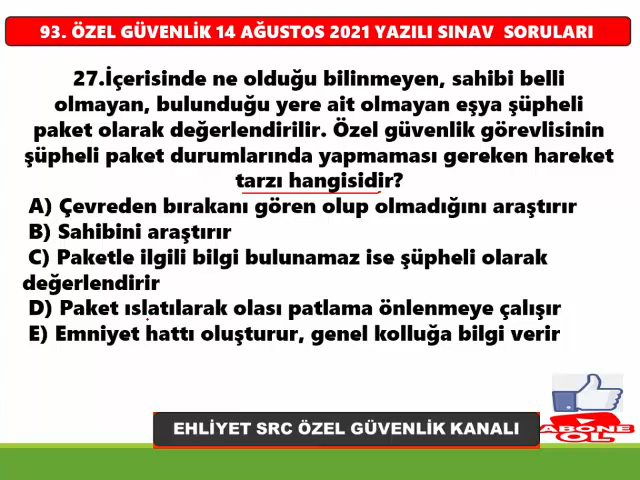 93. ÖZEL GÜVENLİK 14 AĞUSTOS 2021 YAZILI SINAV SORULARI
27.İçerisinde ne olduğu bilinmeyen, sahibi belli
olmayan, bulunduğu yere ait olmayan eşya şüpheli
paket olarak değerlendirilir. Özel güvenlik görevlisinin
şüpheli paket durumlarında yapmaması gereken hareket
tarzı hangisidir?
A) Çevreden bırakanı gören olup olmadığını araştırır
B) Sahibini araştırır
C) Paketle ilgili bilgi bulunamaz ise şüpheli olarak
değerlendirir
D) Paket ıslatılarak olası patlama önlenmeye çalışır
E) Emniyet hattı oluşturur, genel kolluğa bilgi verir
EHLİYET SRC ÖZEL GÜVENLİK KANALI
ABONE
OL